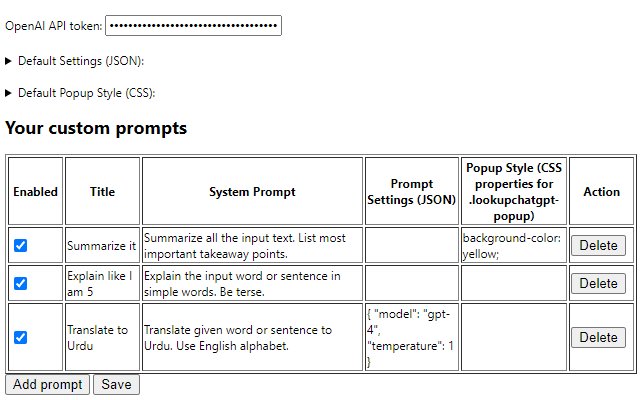 OpenAI API token: ••••••••••••••••••••••••••••••••••••
Default Settings (JSON):
Default Popup Style (CSS):
Your custom prompts
Enabled
Title
System Prompt
Prompt
Settings (JSON)
Popup Style (CSS
properties for
.lookupchatgpt-
popup)
Action
Summarize it
Summarize all the input text. List most
important takeaway points.
background-color:
yellow;
Delete
Explain like I
am 5
Explain the input word or sentence in
simple words. Be terse.
Delete
Translate to
Urdu
Translate given word or sentence to
Urdu. Use English alphabet.
{ "model": "gpt-
4",
"temperature": 1
}
Delete
Add prompt
Save